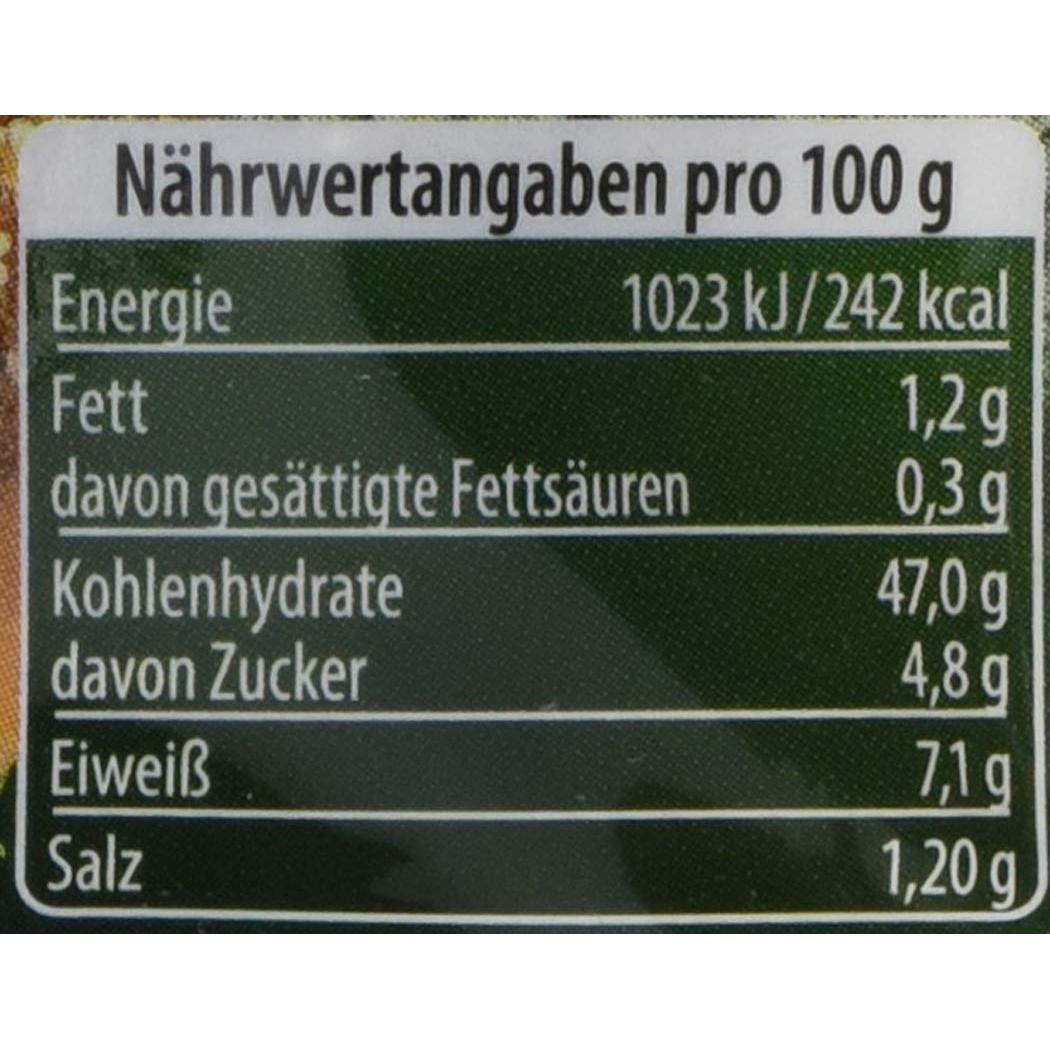 Nährwertangaben pro 100 g
Energie 1023 kJ/242 kcal
Fett 1,2 g
davon gesättigte Fettsäuren 0,3 g
Kohlenhydrate 47,0 g
davon Zucker 4,8 g
Eiweiß 7,1 g
Salz 1,20 g